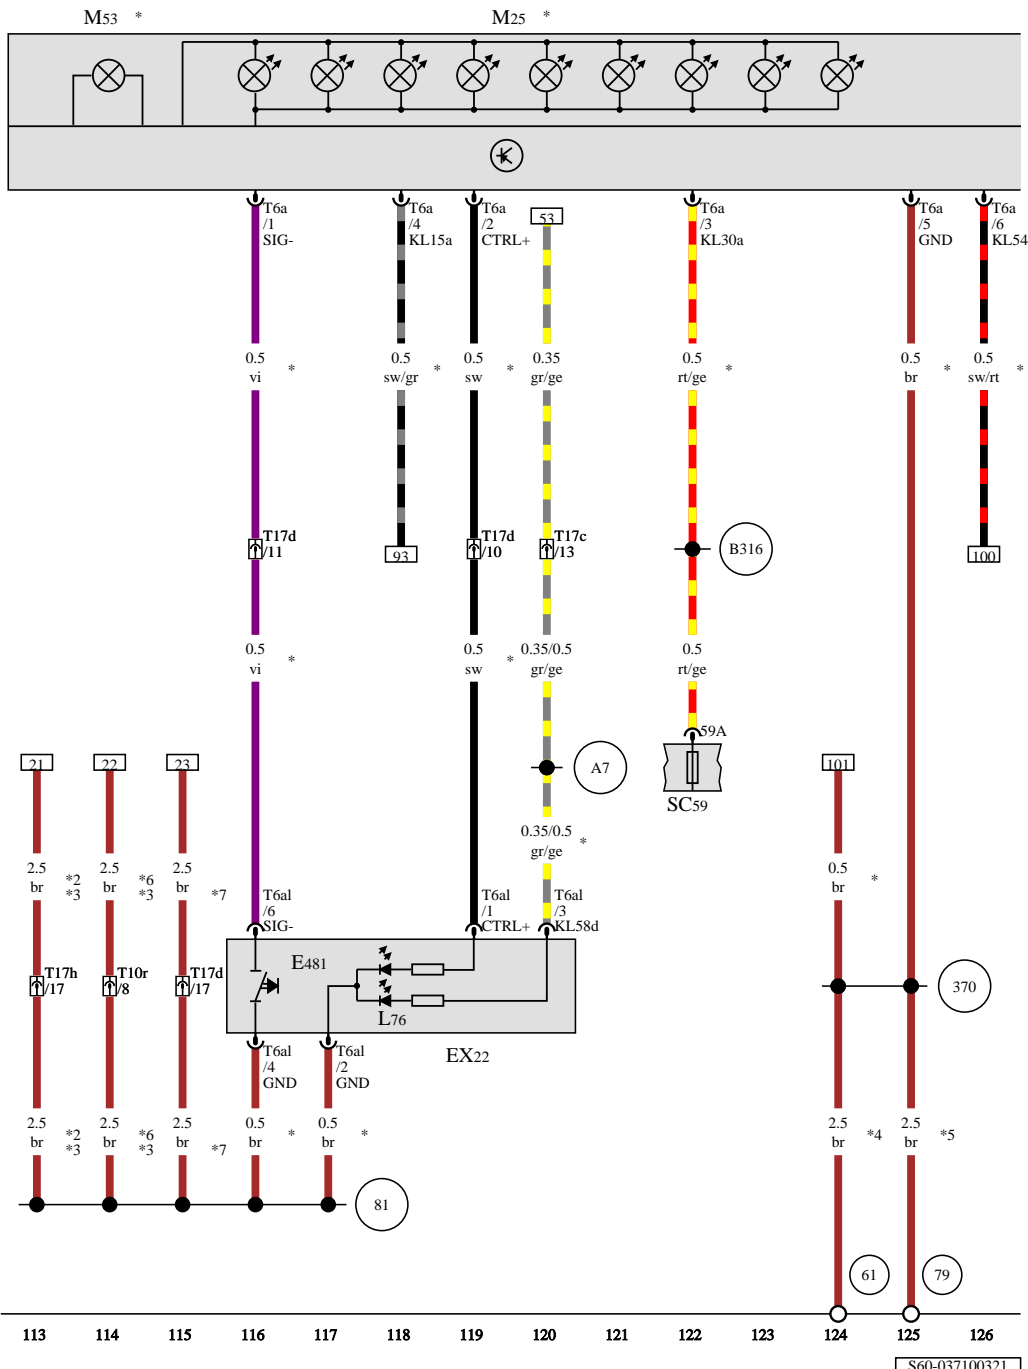 M53 * M25 *
T6a
/1
SIG-
T6a
/4
KL15a
T6a
/2
CTRL+
53
T6a
/3
KL30a
T6a
/5
GND
T6a
/6
KL54
0.5
vi *
0.5
sw/gr *
0.5
sw *
0.35
gr/ge
0.5
rt/ge *
0.5
br *
0.5
sw/rt *
T17d
/11
93
T17d
/10
T17c
/13
B316
100
0.5
vi *
0.5
sw *
0.35/0.5
gr/ge
0.5
rt/ge
59A
SC59
A7
21 22 23
101
0.35/0.5
gr/ge *
2.5
br
*2
*3
2.5
br
*6
*3
2.5
br
*7
0.5
br *
T6al
/6
SIG-
T6al
/1
CTRL+
T6al
/3
KL58d
E481
L76
EX22
T17h
/17
T10r
/8
T17d
/17
370
T6al
/4
GND
T6al
/2
GND
2.5
br
*2
*3
2.5
br
*6
*3
2.5
br
*7
0.5
br *
0.5
br *
2.5
br *4
2.5
br *5
81
61 79
113 114 115 116 117 118 119 120 121 122 123 124 125 126
S60-037100321